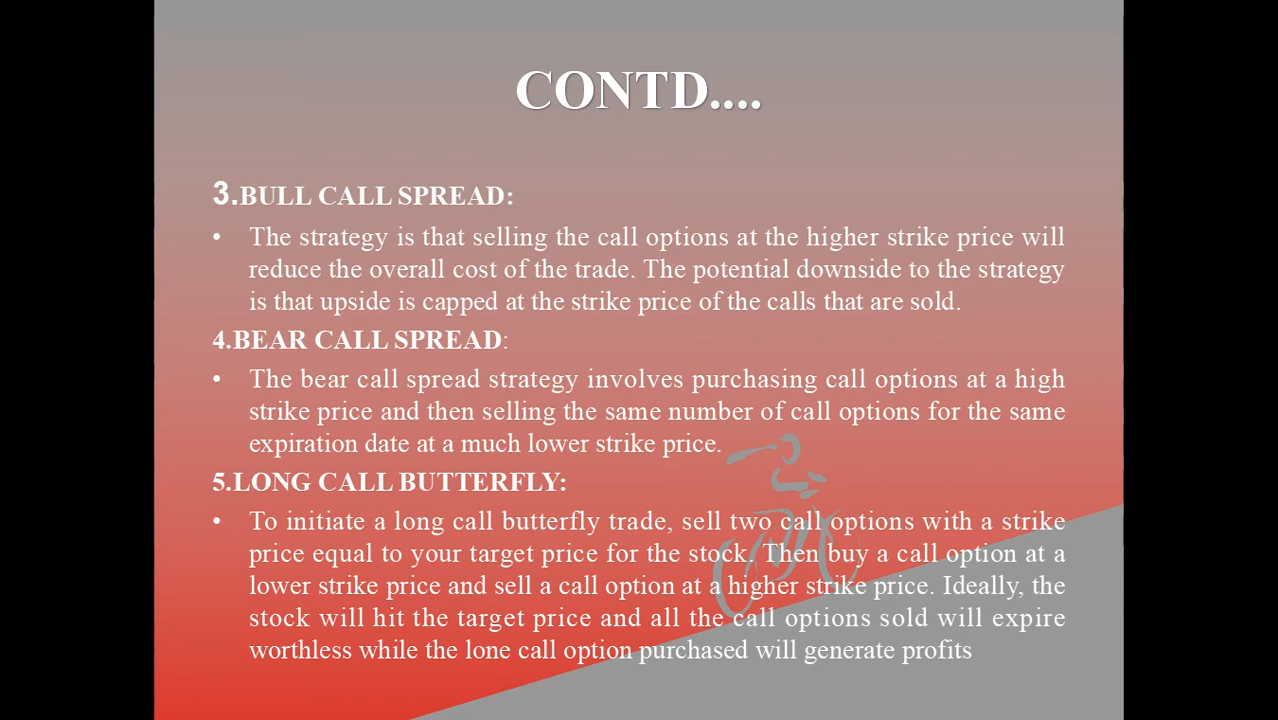 CONTD....
3.BULL CALL SPREAD:
• The strategy is that selling the call options at the higher strike price will
reduce the overall cost of the trade. The potential downside to the strategy
is that upside is capped at the strike price of the calls that are sold.
4.BEAR CALL SPREAD:
• The bear call spread strategy involves purchasing call options at a high
strike price and then selling the same number of call options for the same
expiration date at a much lower strike price.
5.LONG CALL BUTTERFLY:
• To initiate a long call butterfly trade, sell two call options with a strike
price equal to your target price for the stock. Then buy a call option at a
lower strike price and sell a call option at a higher strike price. Ideally, the
stock will hit the target price and all the call options sold will expire
worthless while the lone call option purchased will generate profits